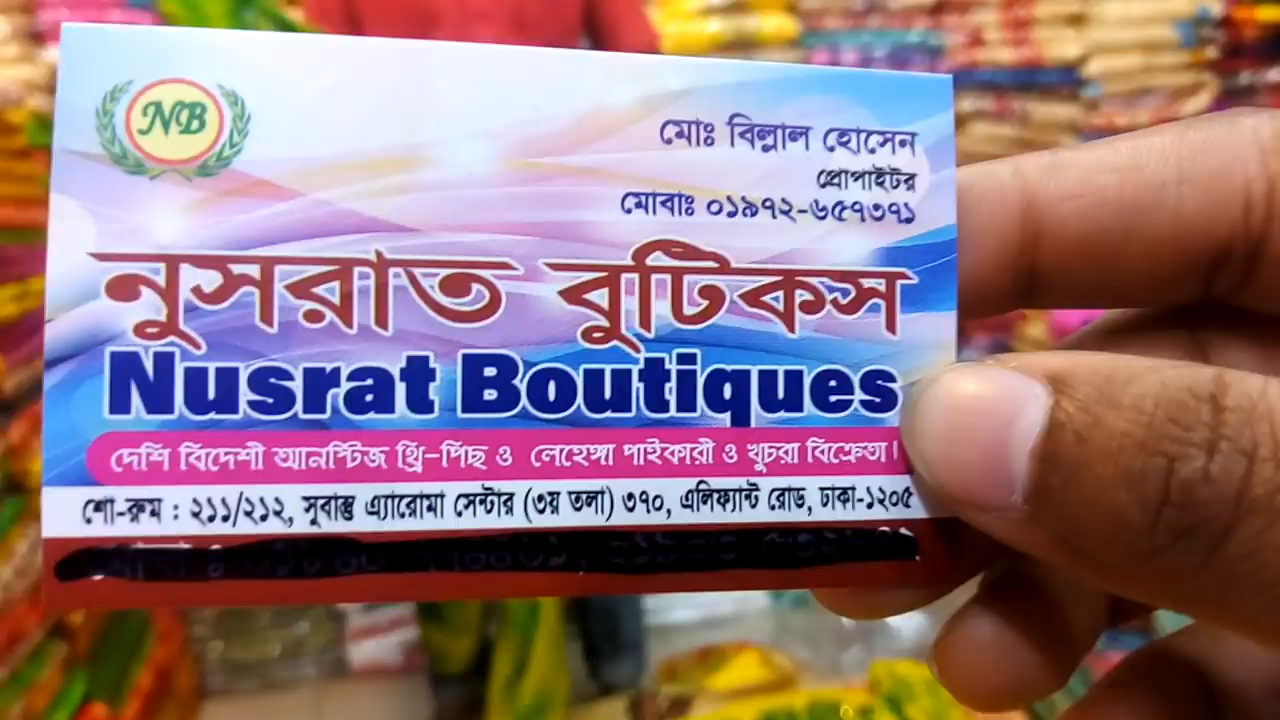 NB
মোঃ বিল্লাল হোসেন
প্রোপাইটর
মোবাঃ ০১৯৭২-৬৫৭৩৭১
নুসরাত বুটিকস
Nusrat Boutiques
দেশি বিদেশী আনস্টিজ থ্রি-পিছ ও লেহেঙ্গা পাইকারী ও খুচরা বিক্রেতা।
শো-রুম : ২১১/২১২, সুবাস্তু এ্যারোমা সেন্টার (৩য় তলা) ৩৭০, এলিফ্যান্ট রোড, ঢাকা-১২০৫